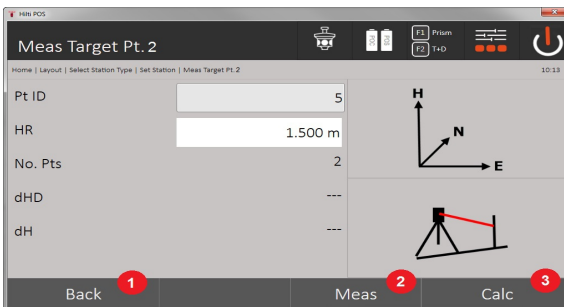 Hilti POS
Meas Target Pt. 2
POC
POS
F1 Prism
F2 T+D
Home | Layout | Select Station Type | Set Station | Meas Target Pt. 2
10:13
Pt ID 5
HR 1.500 m
No. Pts 2
dHD ---
dH ---
H
N
E
1
2
3
Back Meas Calc